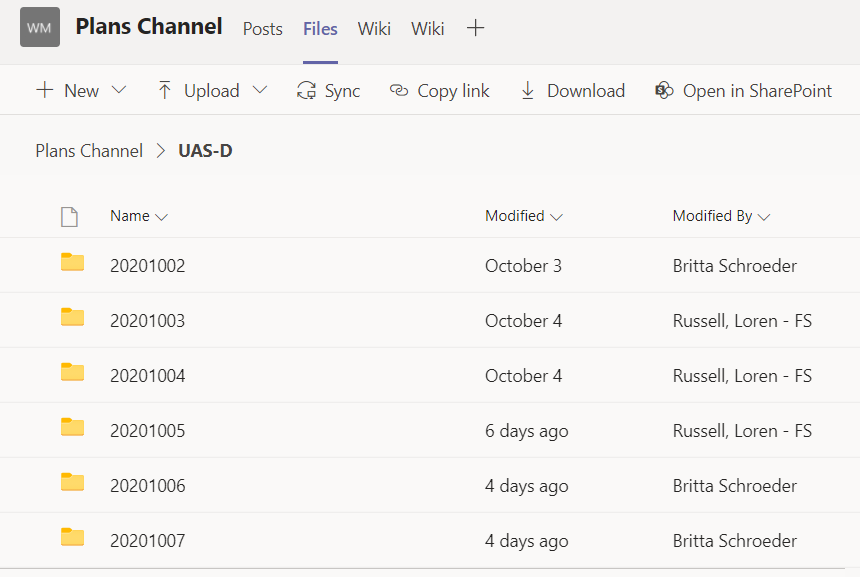 WM Plans Channel Posts Files Wiki Wiki
New Upload Sync Copy link Download Open in SharePoint
Plans Channel > UAS-D
Name Modified Modified By
20201002 October 3 Britta Schroeder
20201003 October 4 Russell, Loren - FS
20201004 October 4 Russell, Loren - FS
20201005 6 days ago Russell, Loren - FS
20201006 4 days ago Britta Schroeder
20201007 4 days ago Britta Schroeder